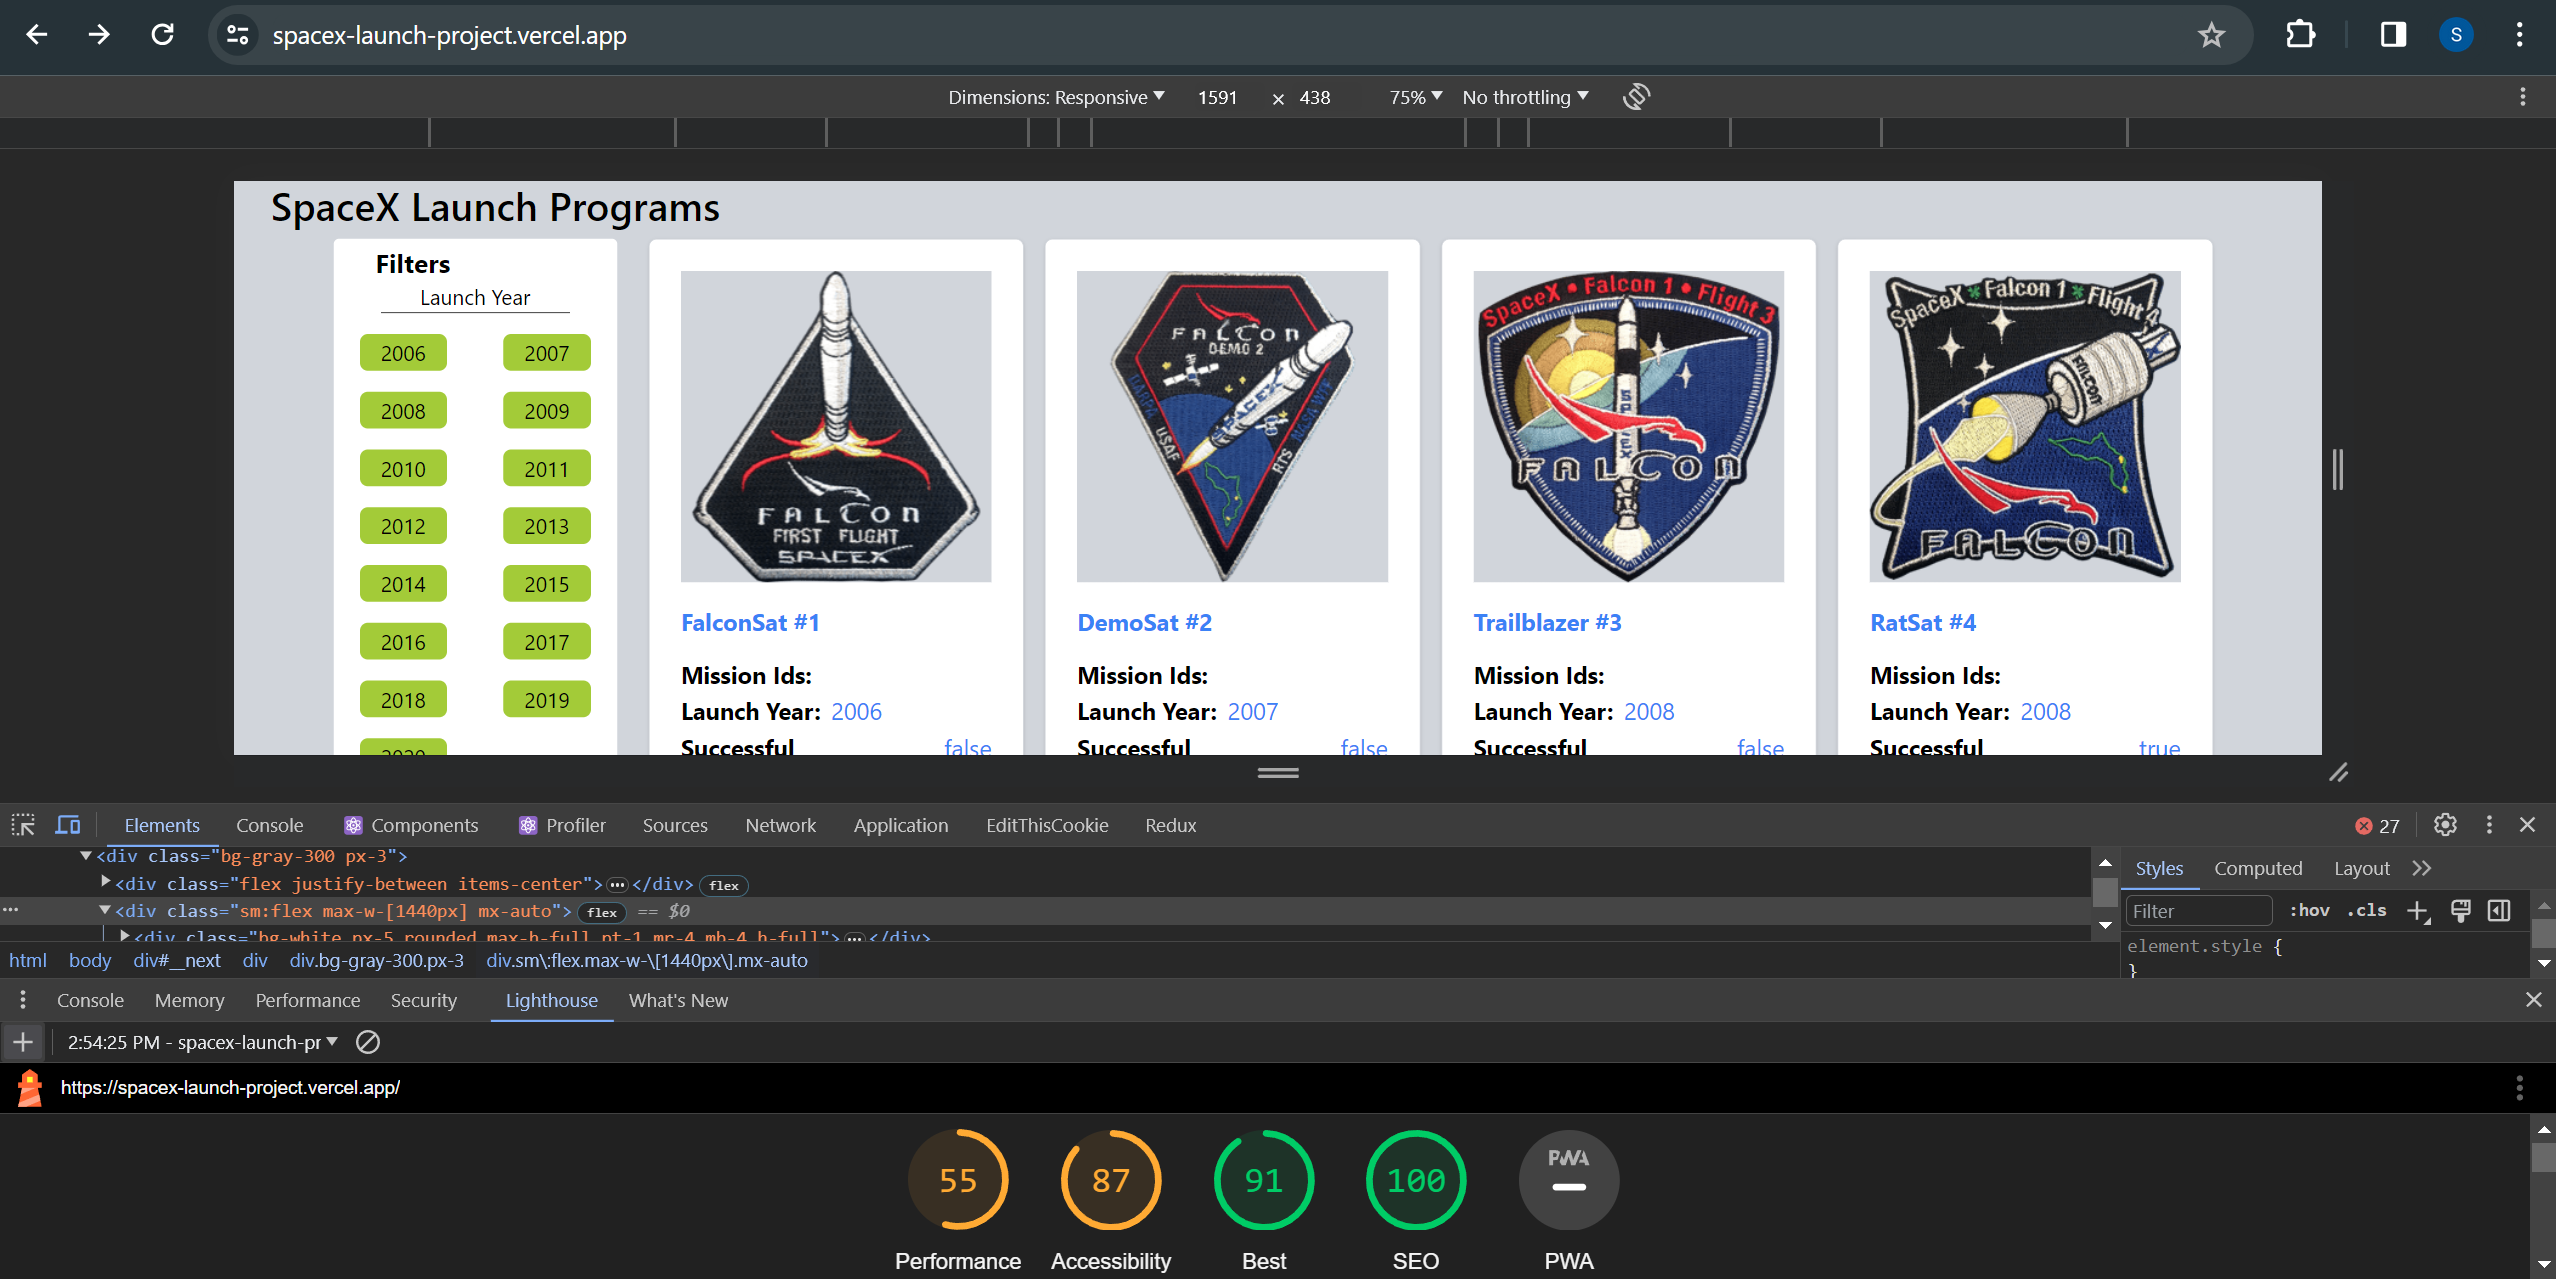 spacex-launch-project.vercel.app
S
Dimensions: Responsive 1591 × 438 75% No throttling
SpaceX Launch Programs
Filters
Launch Year
2006 2007
2008 2009
2010 2011
2012 2013
2014 2015
2016 2017
2018 2019
2020
FALCON
FIRST FLIGHT
SPACEX
FalconSat #1
Mission Ids:
Launch Year: 2006
Successful false
FALCON
DEMO 2
SPACEX
USAF
RTS
DemoSat #2
Mission Ids:
Launch Year: 2007
Successful false
SpaceX • Falcon 1 • Flight 3
SPACEX
FALCON
Trailblazer #3
Mission Ids:
Launch Year: 2008
Successful false
SpaceX Falcon 1 Flight 4
FALCON
FALCON
RatSat #4
Mission Ids:
Launch Year: 2008
Successful true
Elements Console Components Profiler Sources Network Application EditThisCookie Redux 27
<div class="bg-gray-300 px-3">
<div class="flex justify-between items-center">…</div> flex
… <div class="sm:flex max-w-[1440px] mx-auto"> flex == $0
<div class="bg-white px-5 rounded max-h-full pt-1 mr-4 mb-4 h-full">…</div>
html body div#__next div div.bg-gray-300.px-3 div.sm\:flex.max-w-\[1440px\].mx-auto
Styles Computed Layout
Filter :hov .cls
element.style {
}
Console Memory Performance Security Lighthouse What's New
2:54:25 PM - spacex-launch-pr
https://spacex-launch-project.vercel.app/
55 87 91 100 PWA
Performance Accessibility Best SEO PWA